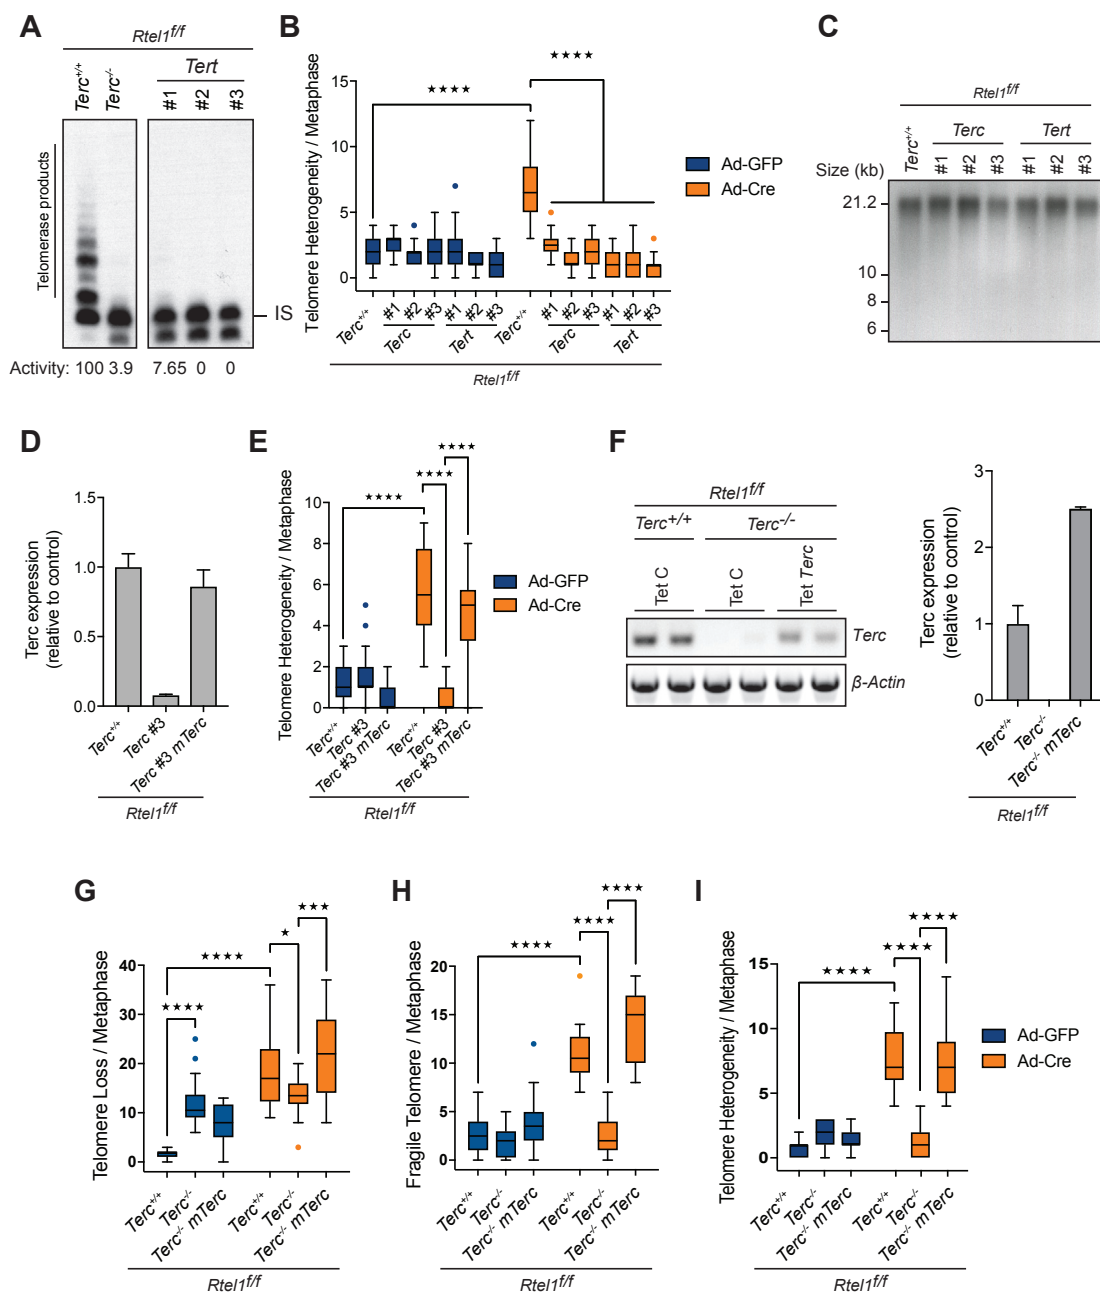 A
Rtel1f/f
Terc+/+
Terc-/-
Tert
#1
#2
#3
Telomerase products
IS
Activity: 100 3.9 7.65 0 0
B
★★★★
★★★★
Telomere Heterogeneity / Metaphase
15
10
5
0
Ad-GFP
Ad-Cre
Terc+/+
#1
#2
#3
#1
#2
#3
Terc+/+
#1
#2
#3
#1
#2
#3
Terc
Tert
Terc
Tert
Rtel1f/f
C
Rtel1f/f
Terc+/+
Terc
Tert
Size (kb)
#1
#2
#3
#1
#2
#3
21.2
10
8
6
D
Terc expression
(relative to control)
1.5
1.0
0.5
0.0
Terc+/+
Terc #3
Terc #3 mTerc
Rtel1f/f
E
★★★★
★★★★
★★★★
Telomere Heterogeneity / Metaphase
10
8
6
4
2
0
Ad-GFP
Ad-Cre
Terc+/+
Terc #3
Terc #3 mTerc
Terc+/+
Terc #3
Terc #3 mTerc
Rtel1f/f
F
Rtel1f/f
Terc+/+
Terc-/-
Tet C
Tet C
Tet Terc
Terc
β-Actin
Terc expression
(relative to control)
3
2
1
0
Terc+/+
Terc-/-
Terc-/- mTerc
Rtel1f/f
G
★★★
★
★★★★
★★★★
Telomere Loss / Metaphase
40
30
20
10
0
Terc+/+
Terc-/-
Terc-/- mTerc
Terc+/+
Terc-/-
Terc-/- mTerc
Rtel1f/f
H
★★★★
★★★★
★★★★
Fragile Telomere / Metaphase
20
15
10
5
0
Terc+/+
Terc-/-
Terc-/- mTerc
Terc+/+
Terc-/-
Terc-/- mTerc
Rtel1f/f
I
★★★★
★★★★
★★★★
Telomere Heterogeneity / Metaphase
15
10
5
0
Ad-GFP
Ad-Cre
Terc+/+
Terc-/-
Terc-/- mTerc
Terc+/+
Terc-/-
Terc-/- mTerc
Rtel1f/f